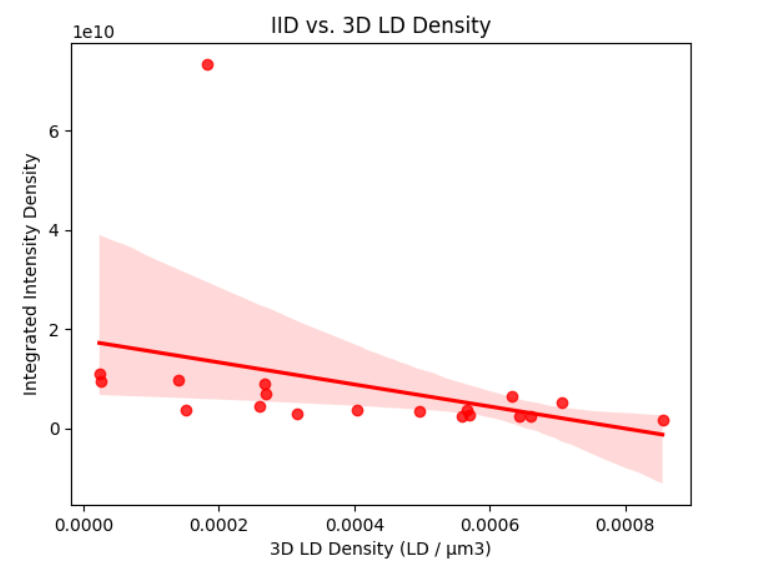 IID vs. 3D LD Density
1e10
6
4
2
0
Integrated Intensity Density
0.0000 0.0002 0.0004 0.0006 0.0008
3D LD Density (LD / μm3)